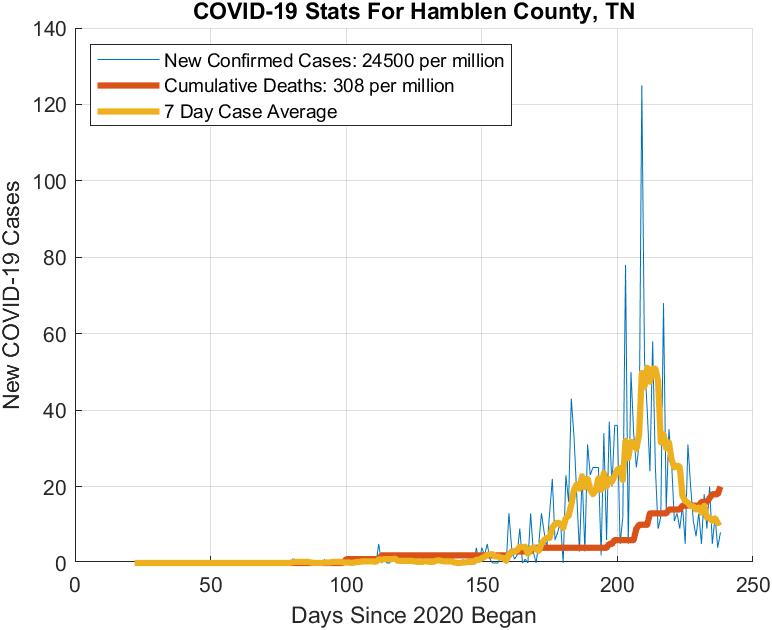 COVID-19 Stats For Hamblen County, TN
140
120
100
80
60
40
20
0
New COVID-19 Cases
New Confirmed Cases: 24500 per million
Cumulative Deaths: 308 per million
7 Day Case Average
0 50 100 150 200 250
Days Since 2020 Began